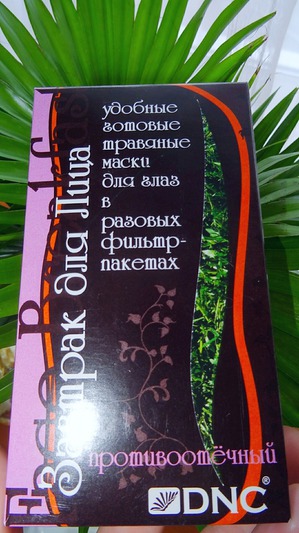 удобные
готовые
травяные
маски
для глаз
в
разовых
фильтр-
пакетах
Завтрак для Лица
противоотёчный
DNC®